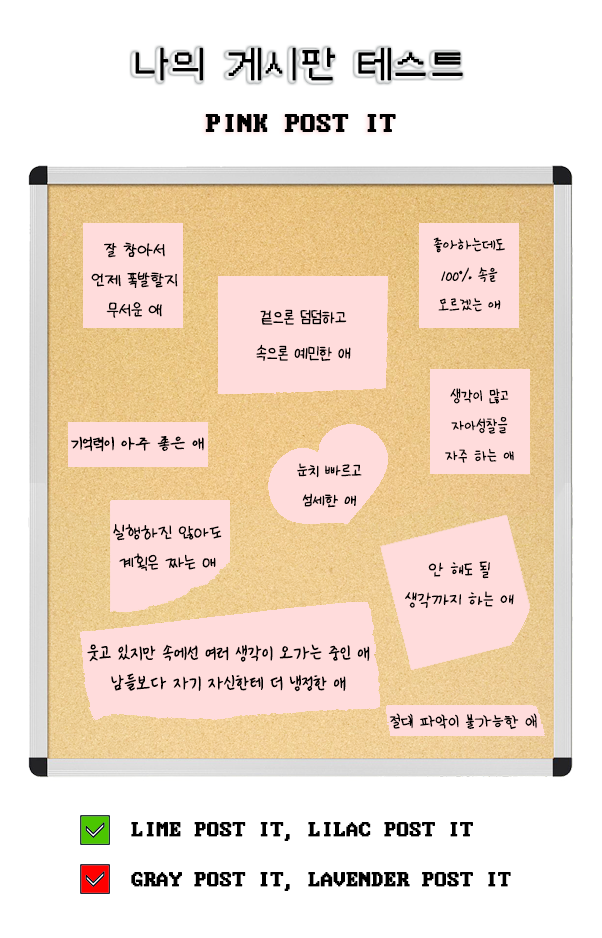 나의 게시판 테스트
PINK POST IT
잘 참아서
언제 폭발할지
무서운 애
좋아하는데도
100% 속을
모르겠는 애
겉으론 덤덤하고
속으론 예민한 애
생각이 많고
자아성찰을
자주 하는 애
기억력이 아주 좋은 애
눈치 빠르고
섬세한 애
실행하진 않아도
계획은 짜는 애
안 해도 될
생각까지 하는 애
웃고 있지만 속에선 여러 생각이 오가는 중인 애
남들보다 자기 자신한테 더 냉정한 애
절대 파악이 불가능한 애
LIME POST IT, LILAC POST IT
GRAY POST IT, LAVENDER POST IT